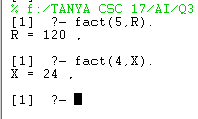 % f:/TANYA CSC 17/AI/Q3
[1]  ?- fact(5,R).
R = 120 .
[1]  ?- fact(4,X).
X = 24 .
[1]  ?-